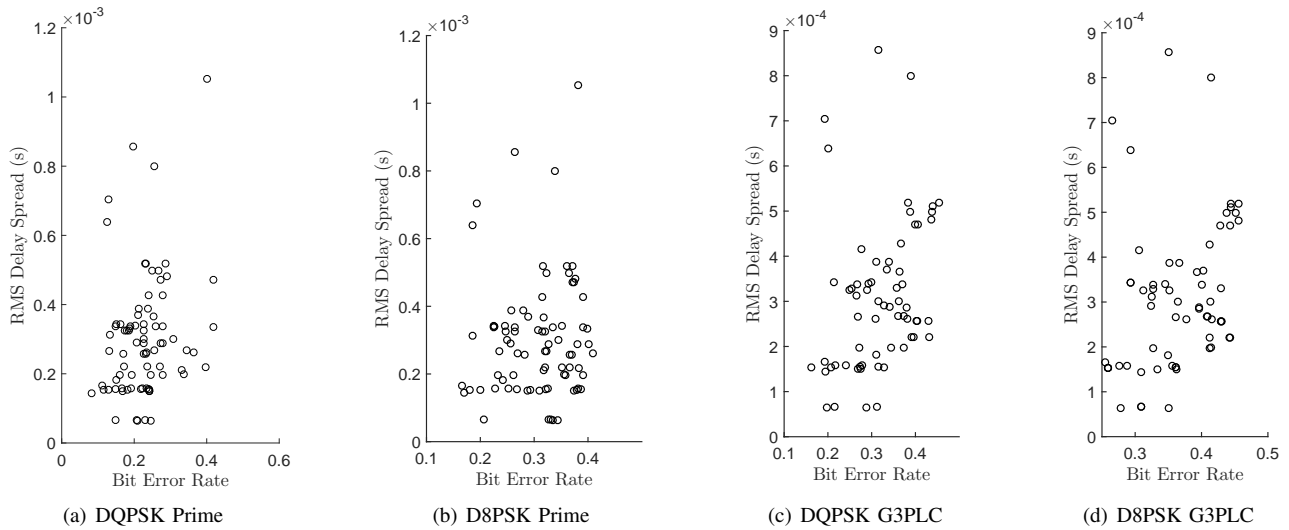 ×10⁻³
1.2
1
0.8
0.6
0.4
0.2
0
RMS Delay Spread (s)
0 0.2 0.4 0.6
Bit Error Rate
(a) DQPSK Prime
×10⁻³
1.2
1
0.8
0.6
0.4
0.2
0
RMS Delay Spread (s)
0.1 0.2 0.3 0.4
Bit Error Rate
(b) D8PSK Prime
×10⁻⁴
9
8
7
6
5
4
3
2
1
0
RMS Delay Spread (s)
0.1 0.2 0.3 0.4
Bit Error Rate
(c) DQPSK G3PLC
×10⁻⁴
9
8
7
6
5
4
3
2
1
0
RMS Delay Spread (s)
0.3 0.4 0.5
Bit Error Rate
(d) D8PSK G3PLC